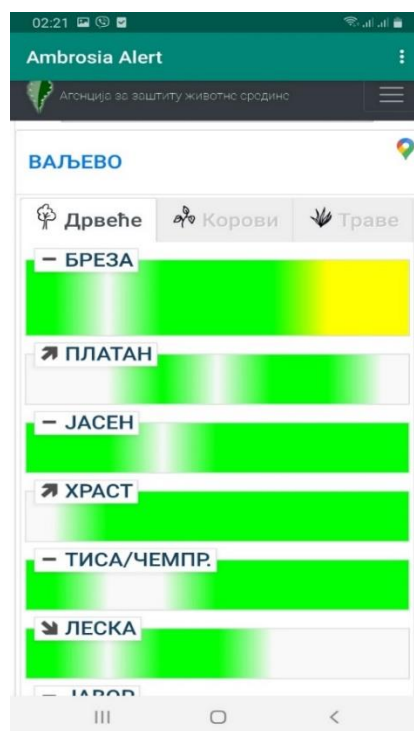 02:21
Ambrosia Alert
Агенција за заштиту животне средине
ВАЉЕВО
Дрвеће Корови Траве
– БРЕЗА
ПЛАТАН
– ЈАСЕН
ХРАСТ
– ТИСА/ЧЕМПР.
ЛЕСКА
– ЈАВОР